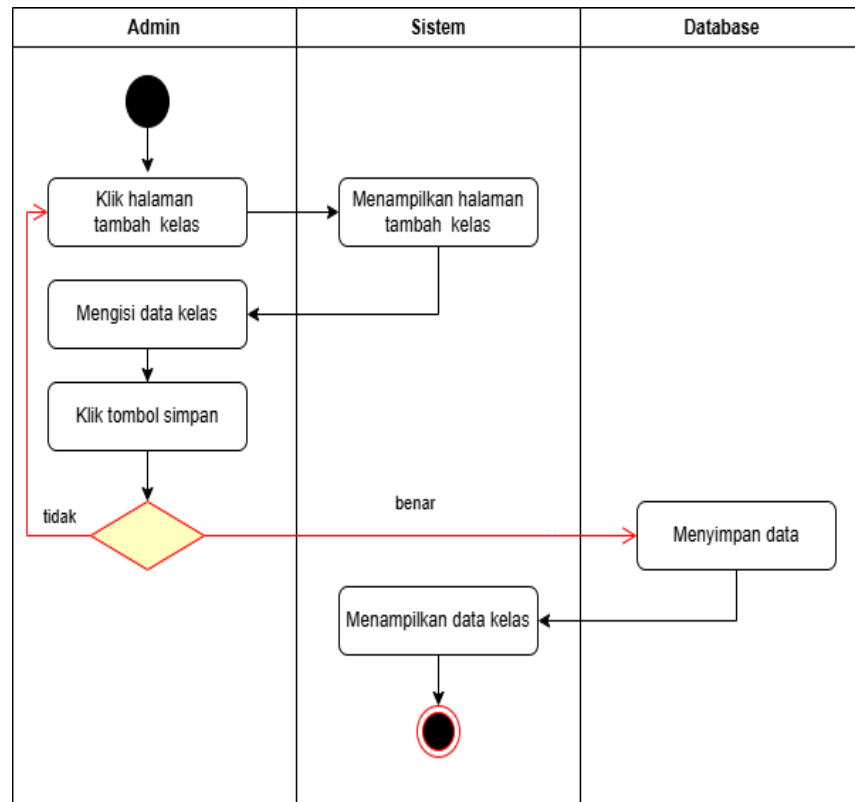 Admin
Sistem
Database
Klik halaman
tambah kelas
Menampilkan halaman
tambah kelas
Mengisi data kelas
Klik tombol simpan
tidak
benar
Menyimpan data
Menampilkan data kelas